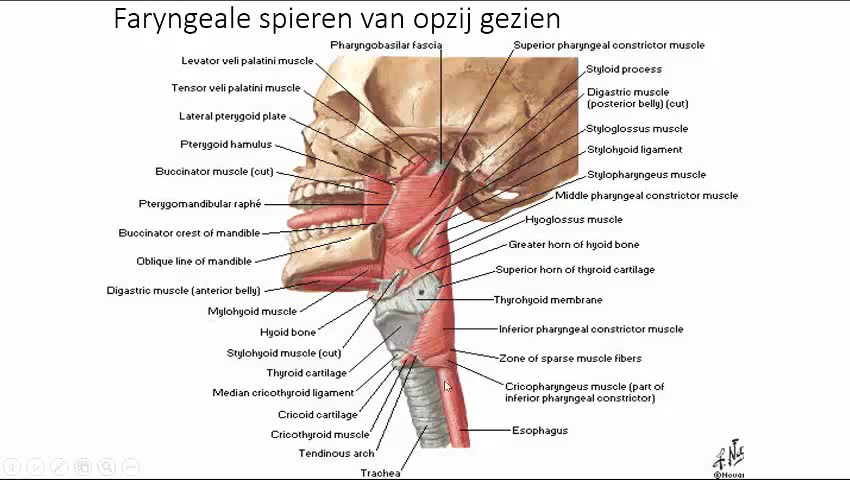 Faryngeale spieren van opzij gezien
Pharyngobasilar fascia
Levator veli palatini muscle
Tensor veli palatini muscle
Lateral pterygoid plate
Pterygoid hamulus
Buccinator muscle (cut)
Pterygomandibular raphé
Buccinator crest of mandible
Oblique line of mandible
Digastric muscle (anterior belly)
Mylohyoid muscle
Hyoid bone
Stylohyoid muscle (cut)
Thyroid cartilage
Median cricothyroid ligament
Cricoid cartilage
Cricothyroid muscle
Tendinous arch
Trachea
Superior pharyngeal constrictor muscle
Styloid process
Digastric muscle
(posterior belly) (cut)
Styloglossus muscle
Stylohyoid ligament
Stylopharyngeus muscle
Middle pharyngeal constrictor muscle
Hyoglossus muscle
Greater horn of hyoid bone
Superior horn of thyroid cartilage
Thyrohyoid membrane
Inferior pharyngeal constrictor muscle
Zone of sparse muscle fibers
Cricopharyngeus muscle (part of
inferior pharyngeal constrictor)
Esophagus